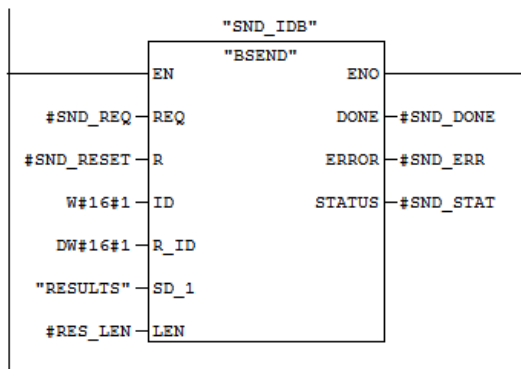 "SND_IDB"
"BSEND"
EN ENO
#SND_REQ REQ DONE #SND_DONE
#SND_RESET R ERROR #SND_ERR
W#16#1 ID STATUS #SND_STAT
DW#16#1 R_ID
"RESULTS" SD_1
#RES_LEN LEN